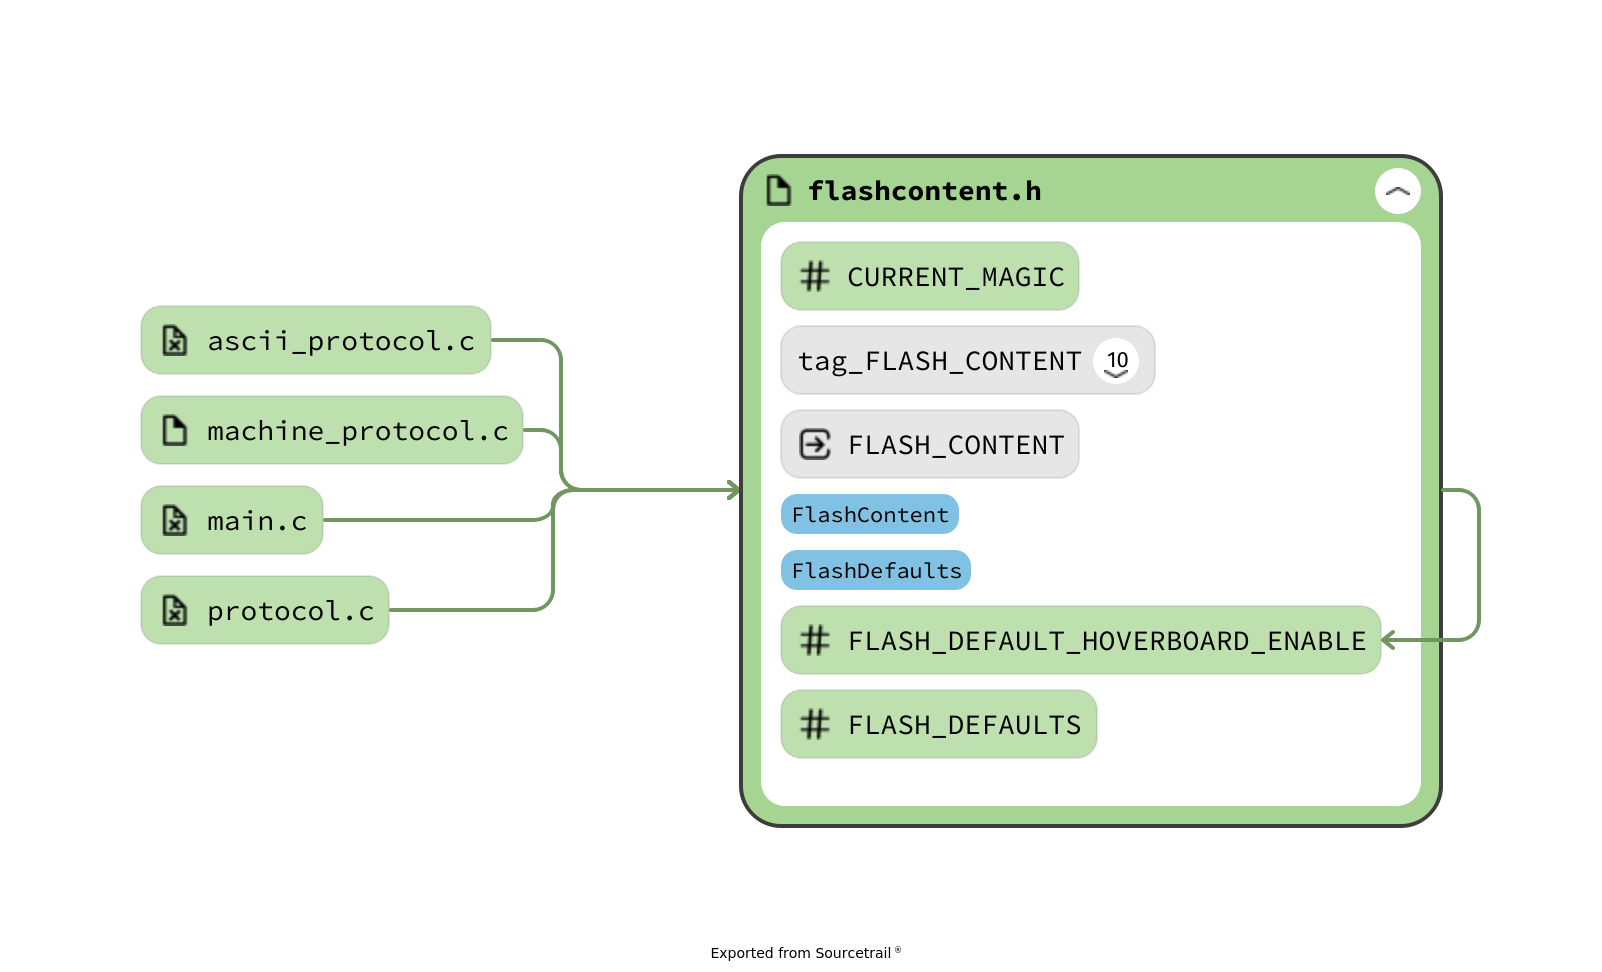 flashcontent.h
# CURRENT_MAGIC
tag_FLASH_CONTENT 10
FLASH_CONTENT
FlashContent
FlashDefaults
# FLASH_DEFAULT_HOVERBOARD_ENABLE
# FLASH_DEFAULTS
ascii_protocol.c
machine_protocol.c
main.c
protocol.c
Exported from Sourcetrail ®